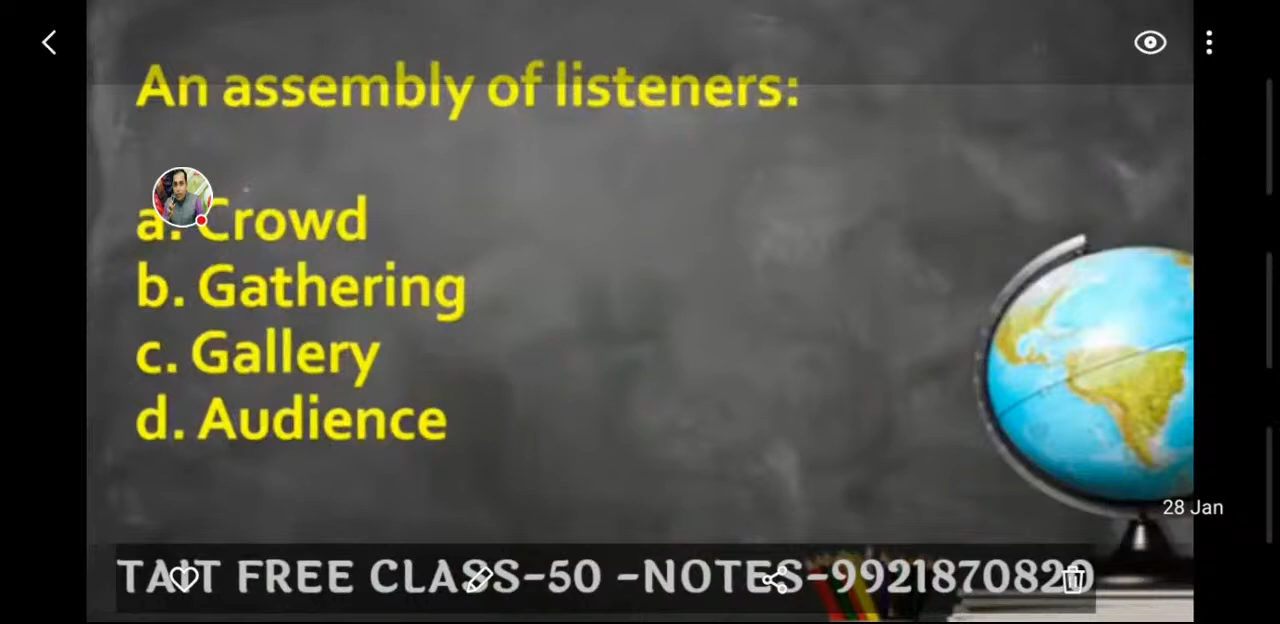 An assembly of listeners:
a. Crowd
b. Gathering
c. Gallery
d. Audience
28 Jan
TAIT FREE CLASS-50 -NOTES-9921870820